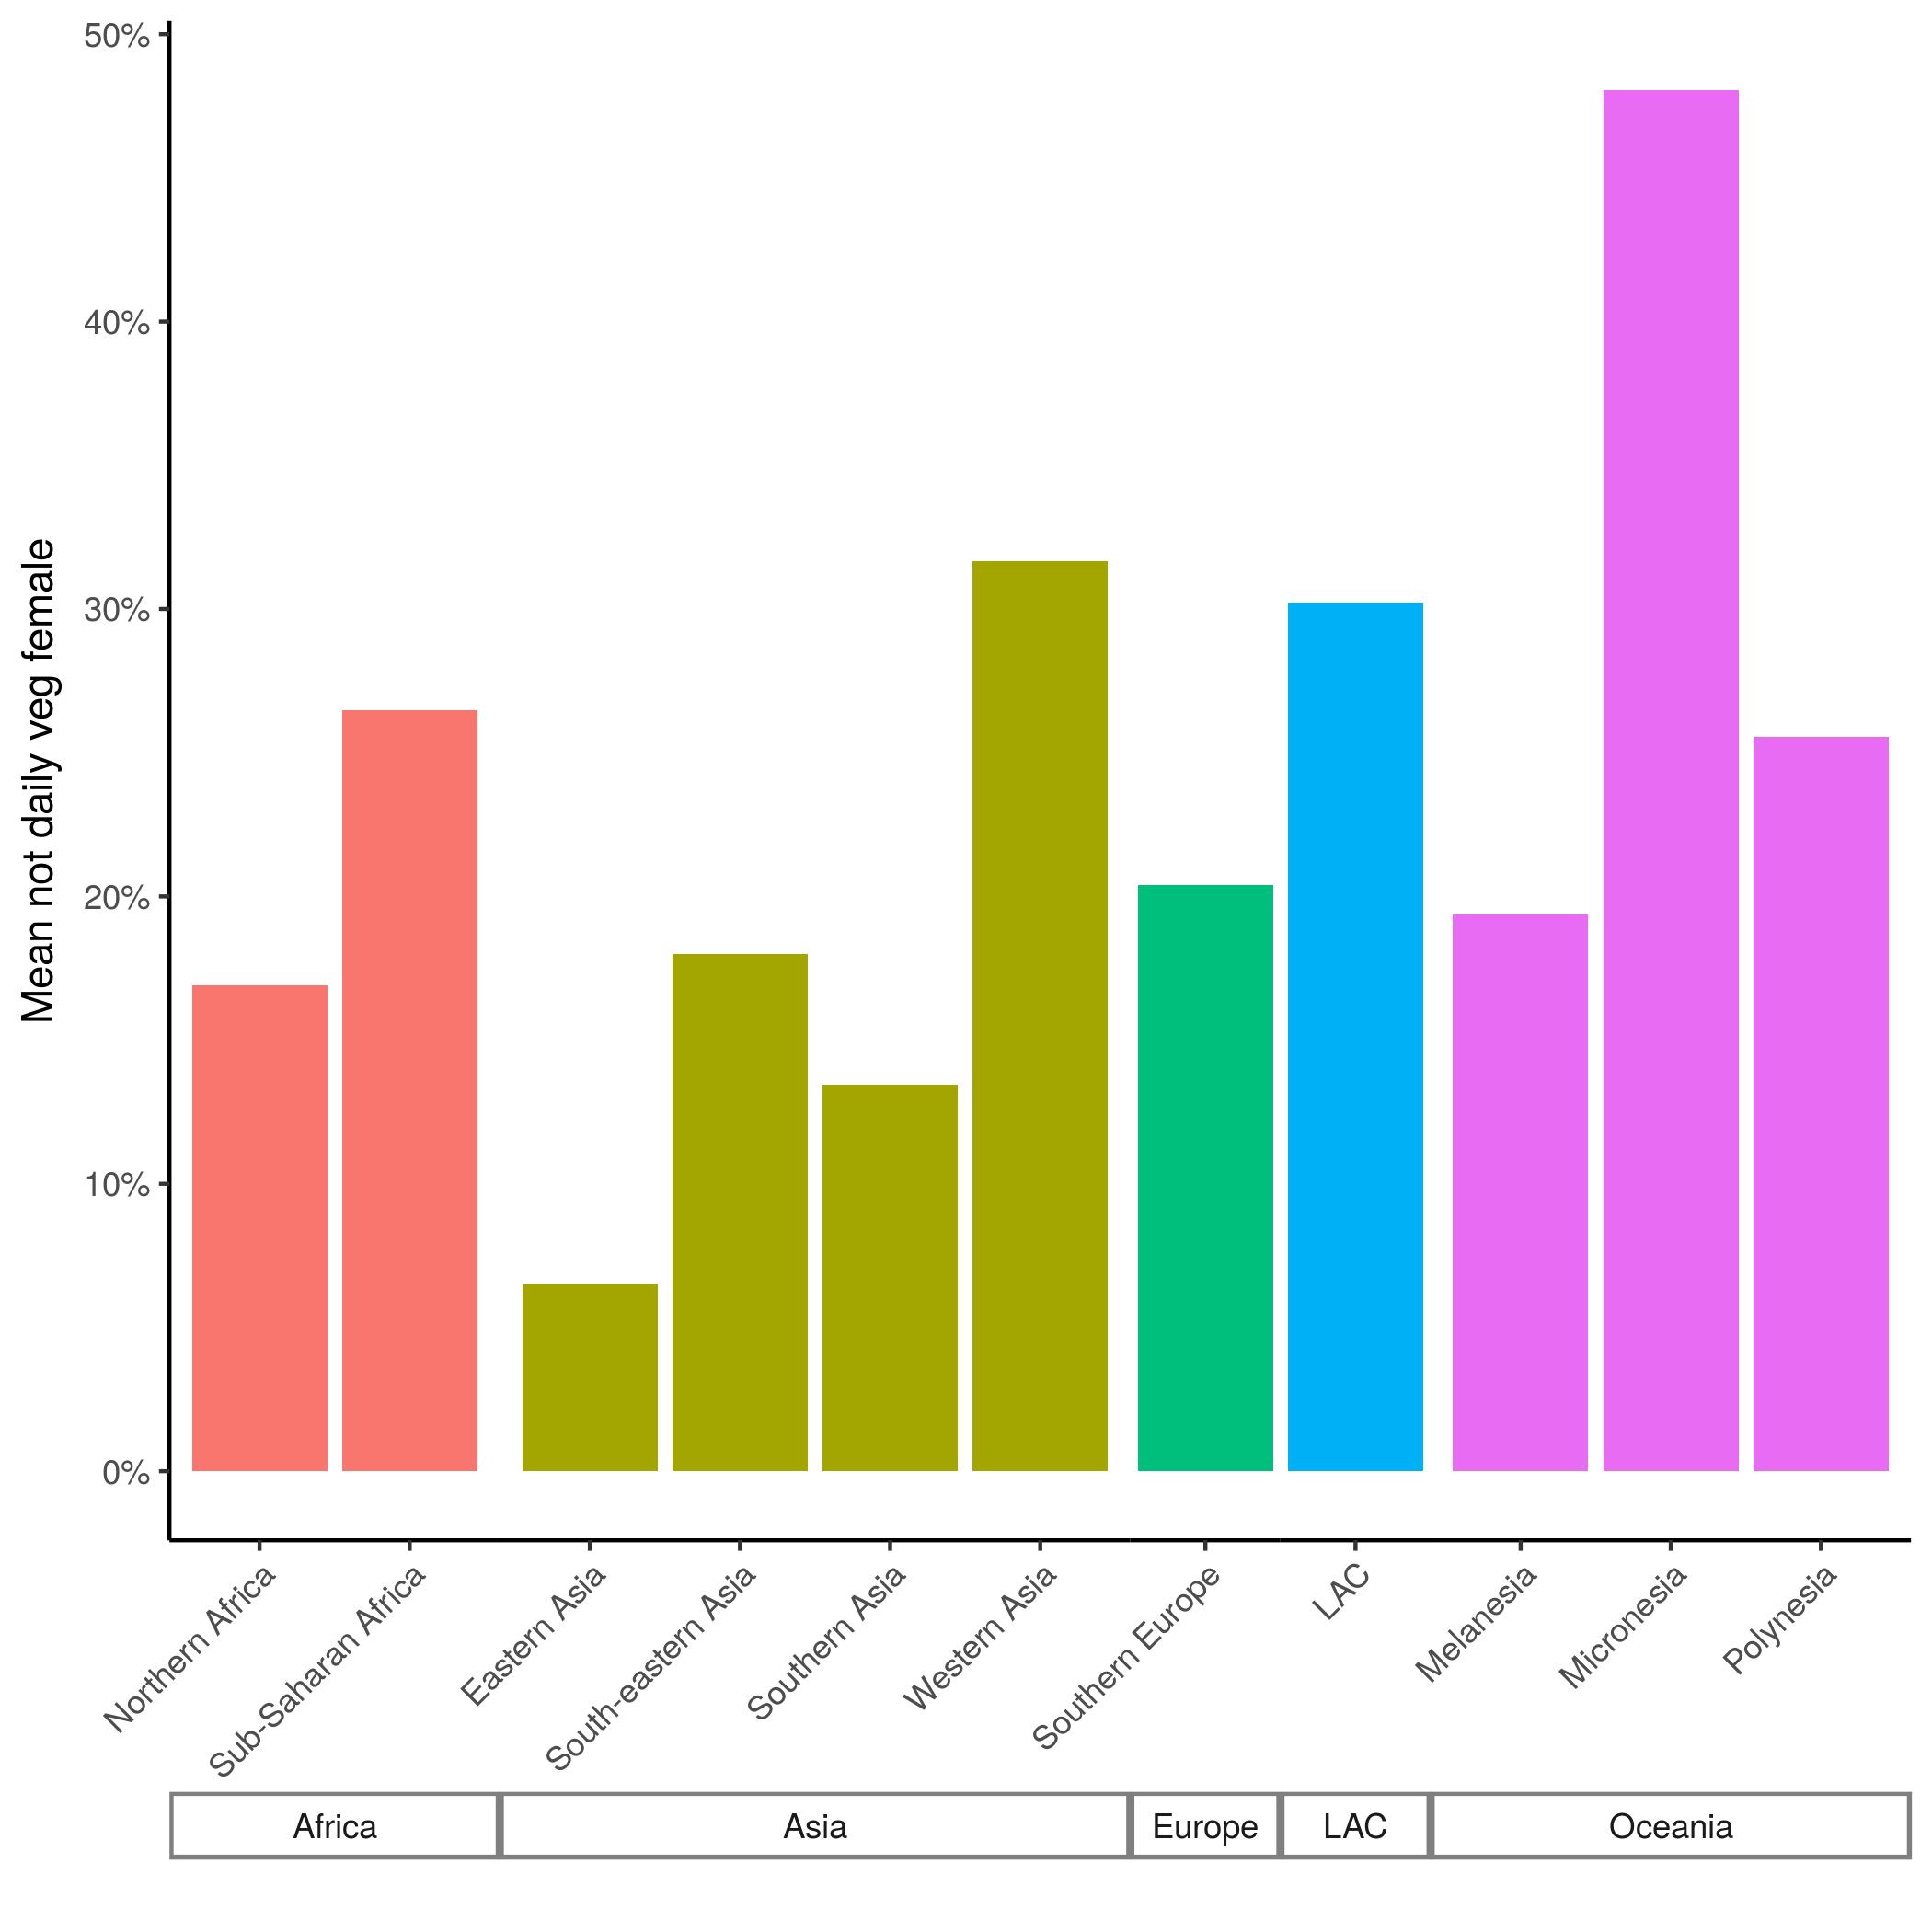 Mean not daily veg female
50%
40%
30%
20%
10%
0%
Northern Africa
Sub-Saharan Africa
Eastern Asia
South-eastern Asia
Southern Asia
Western Asia
Southern Europe
LAC
Melanesia
Micronesia
Polynesia
Africa
Asia
Europe
LAC
Oceania